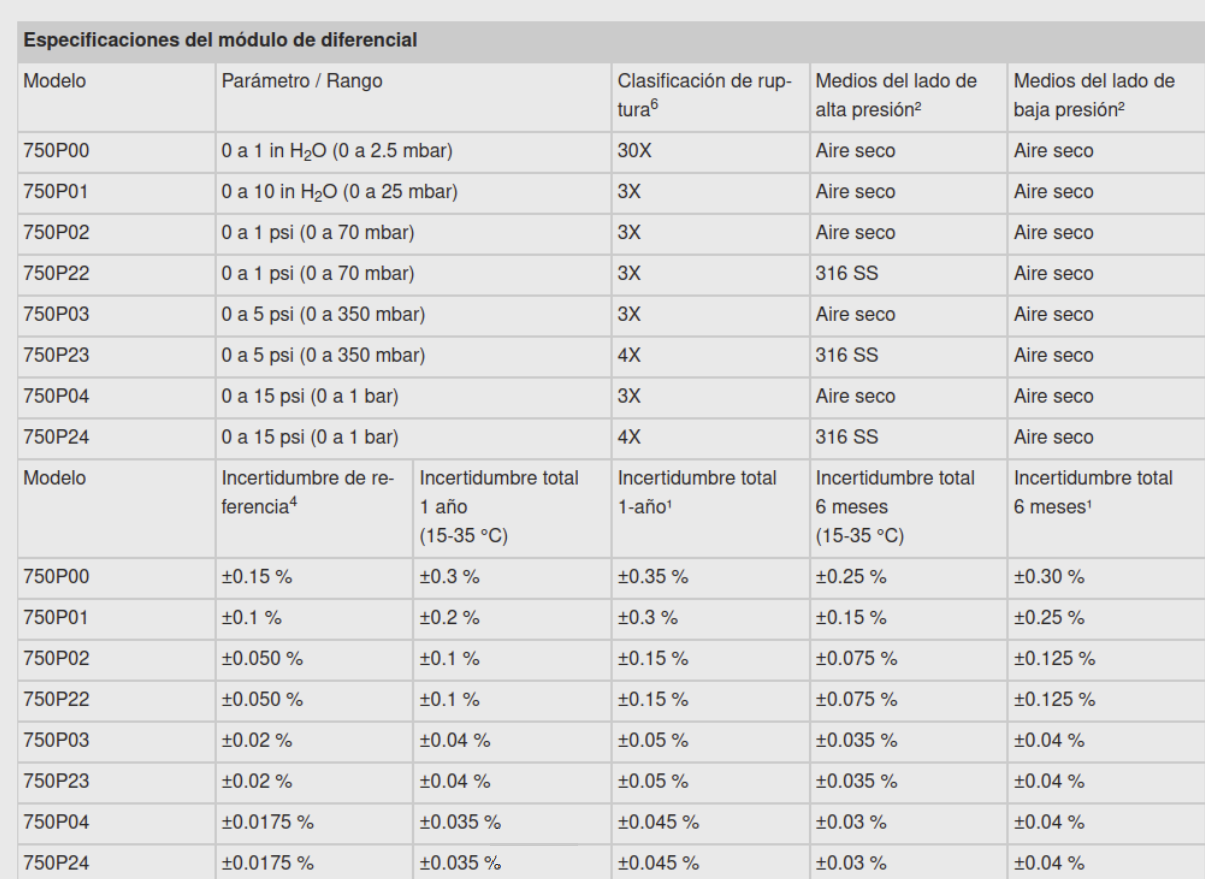 Especificaciones del módulo de diferencial
Modelo Parámetro / Rango Clasificación de rup- Medios del lado de Medios del lado de
tura⁶ alta presión² baja presión²
750P00 0 a 1 in H₂O (0 a 2.5 mbar) 30X Aire seco Aire seco
750P01 0 a 10 in H₂O (0 a 25 mbar) 3X Aire seco Aire seco
750P02 0 a 1 psi (0 a 70 mbar) 3X Aire seco Aire seco
750P22 0 a 1 psi (0 a 70 mbar) 3X 316 SS Aire seco
750P03 0 a 5 psi (0 a 350 mbar) 3X Aire seco Aire seco
750P23 0 a 5 psi (0 a 350 mbar) 4X 316 SS Aire seco
750P04 0 a 15 psi (0 a 1 bar) 3X Aire seco Aire seco
750P24 0 a 15 psi (0 a 1 bar) 4X 316 SS Aire seco
Modelo Incertidumbre de re- Incertidumbre total Incertidumbre total Incertidumbre total Incertidumbre total
ferencia⁴ 1 año 1-año¹ 6 meses 6 meses¹
(15-35 °C) (15-35 °C)
750P00 ±0.15 % ±0.3 % ±0.35 % ±0.25 % ±0.30 %
750P01 ±0.1 % ±0.2 % ±0.3 % ±0.15 % ±0.25 %
750P02 ±0.050 % ±0.1 % ±0.15 % ±0.075 % ±0.125 %
750P22 ±0.050 % ±0.1 % ±0.15 % ±0.075 % ±0.125 %
750P03 ±0.02 % ±0.04 % ±0.05 % ±0.035 % ±0.04 %
750P23 ±0.02 % ±0.04 % ±0.05 % ±0.035 % ±0.04 %
750P04 ±0.0175 % ±0.035 % ±0.045 % ±0.03 % ±0.04 %
750P24 ±0.0175 % ±0.035 % ±0.045 % ±0.03 % ±0.04 %